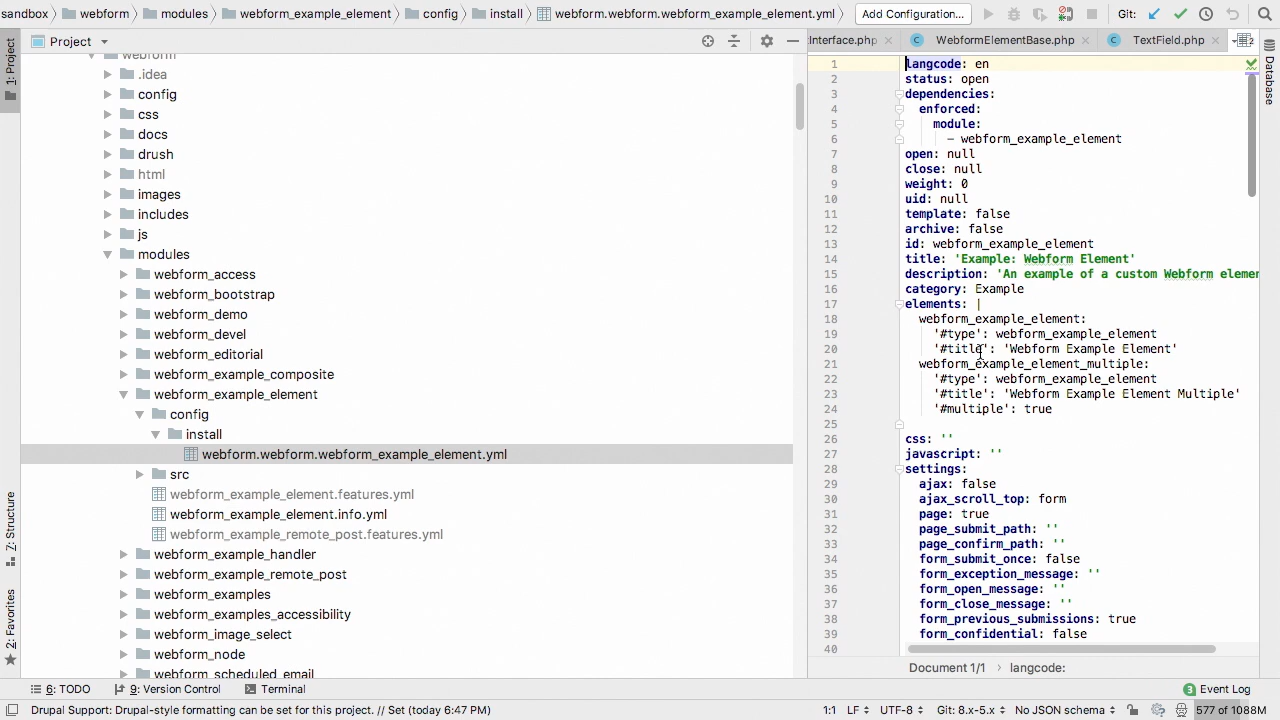 sandbox webform modules webform_example_element config install webform.webform.webform_example_element.yml Add Configuration... Git:
1: Project
Project
webform
.idea
config
css
docs
drush
html
images
includes
js
modules
webform_access
webform_bootstrap
webform_demo
webform_devel
webform_editorial
webform_example_composite
webform_example_element
config
install
webform.webform.webform_example_element.yml
src
webform_example_element.features.yml
webform_example_element.info.yml
webform_example_remote_post.features.yml
webform_example_handler
webform_example_remote_post
webform_examples
webform_examples_accessibility
webform_image_select
webform_node
webform_scheduled_email
Z: Structure
2: Favorites
Interface.php WebformElementBase.php TextField.php
Database
1 langcode: en
2 status: open
3 dependencies:
4 enforced:
5 module:
6 - webform_example_element
7 open: null
8 close: null
9 weight: 0
10 uid: null
11 template: false
12 archive: false
13 id: webform_example_element
14 title: 'Example: Webform Element'
15 description: 'An example of a custom Webform elemen
16 category: Example
17 elements: |
18 webform_example_element:
19 '#type': webform_example_element
20 '#title': 'Webform Example Element'
21 webform_example_element_multiple:
22 '#type': webform_example_element
23 '#title': 'Webform Example Element Multiple'
24 '#multiple': true
25
26 css: ''
27 javascript: ''
28 settings:
29 ajax: false
30 ajax_scroll_top: form
31 page: true
32 page_submit_path: ''
33 page_confirm_path: ''
34 form_submit_once: false
35 form_exception_message: ''
36 form_open_message: ''
37 form_close_message: ''
38 form_previous_submissions: true
39 form_confidential: false
40
Document 1/1 langcode:
6: TODO 9: Version Control Terminal 3 Event Log
Drupal Support: Drupal-style formatting can be set for this project. // Set (today 6:47 PM) 1:1 LF UTF-8 Git: 8.x-5.x No JSON schema 577 of 1088M